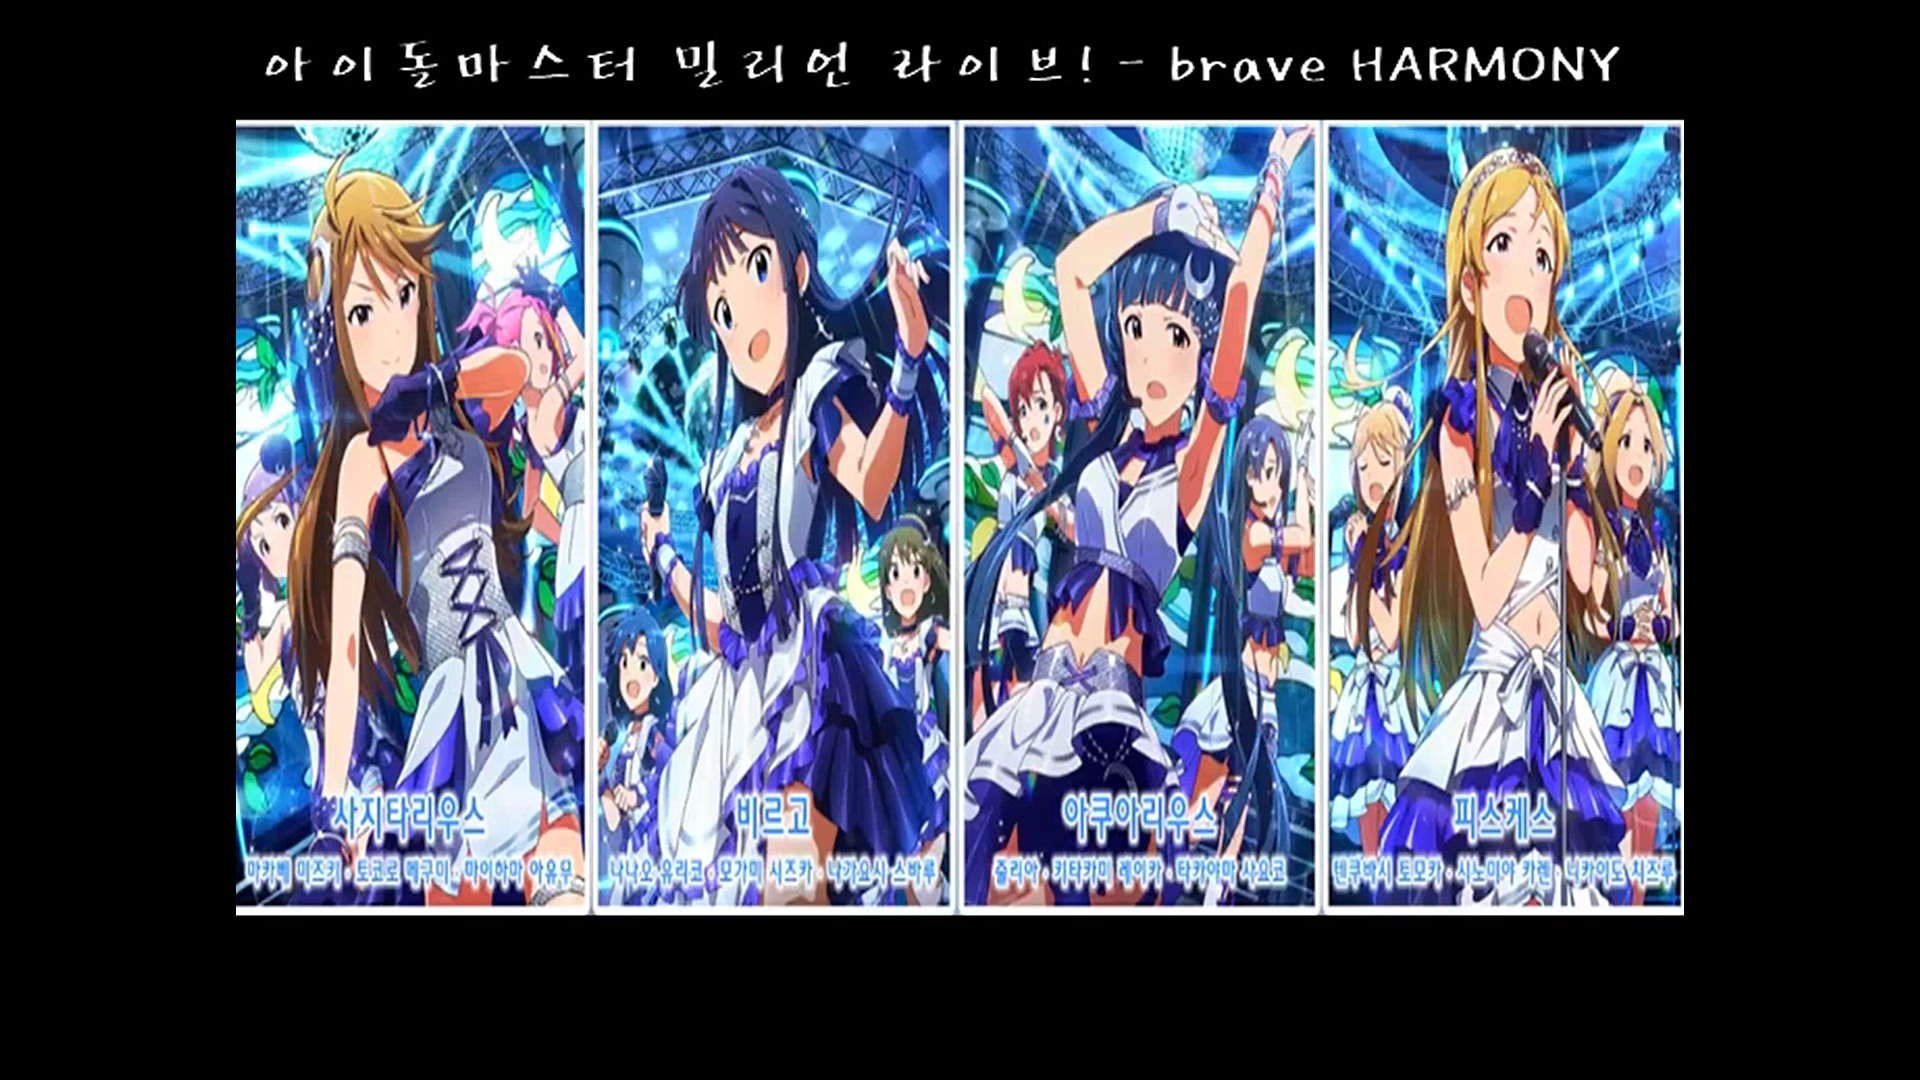 아이돌마스터 밀리언 라이브! - brave HARMONY
사지타리우스
마카베 미즈키 · 토코로 메구미 · 마이하마 아유무
비르고
나나오 유리코 · 모가미 시즈카 · 나가요시 스바루
아쿠아리우스
줄리아 · 키타카미 레이카 · 타카야마 사요코
피스케스
텐쿠바시 토모카 · 시노미야 카렌 · 니카이도 치즈루